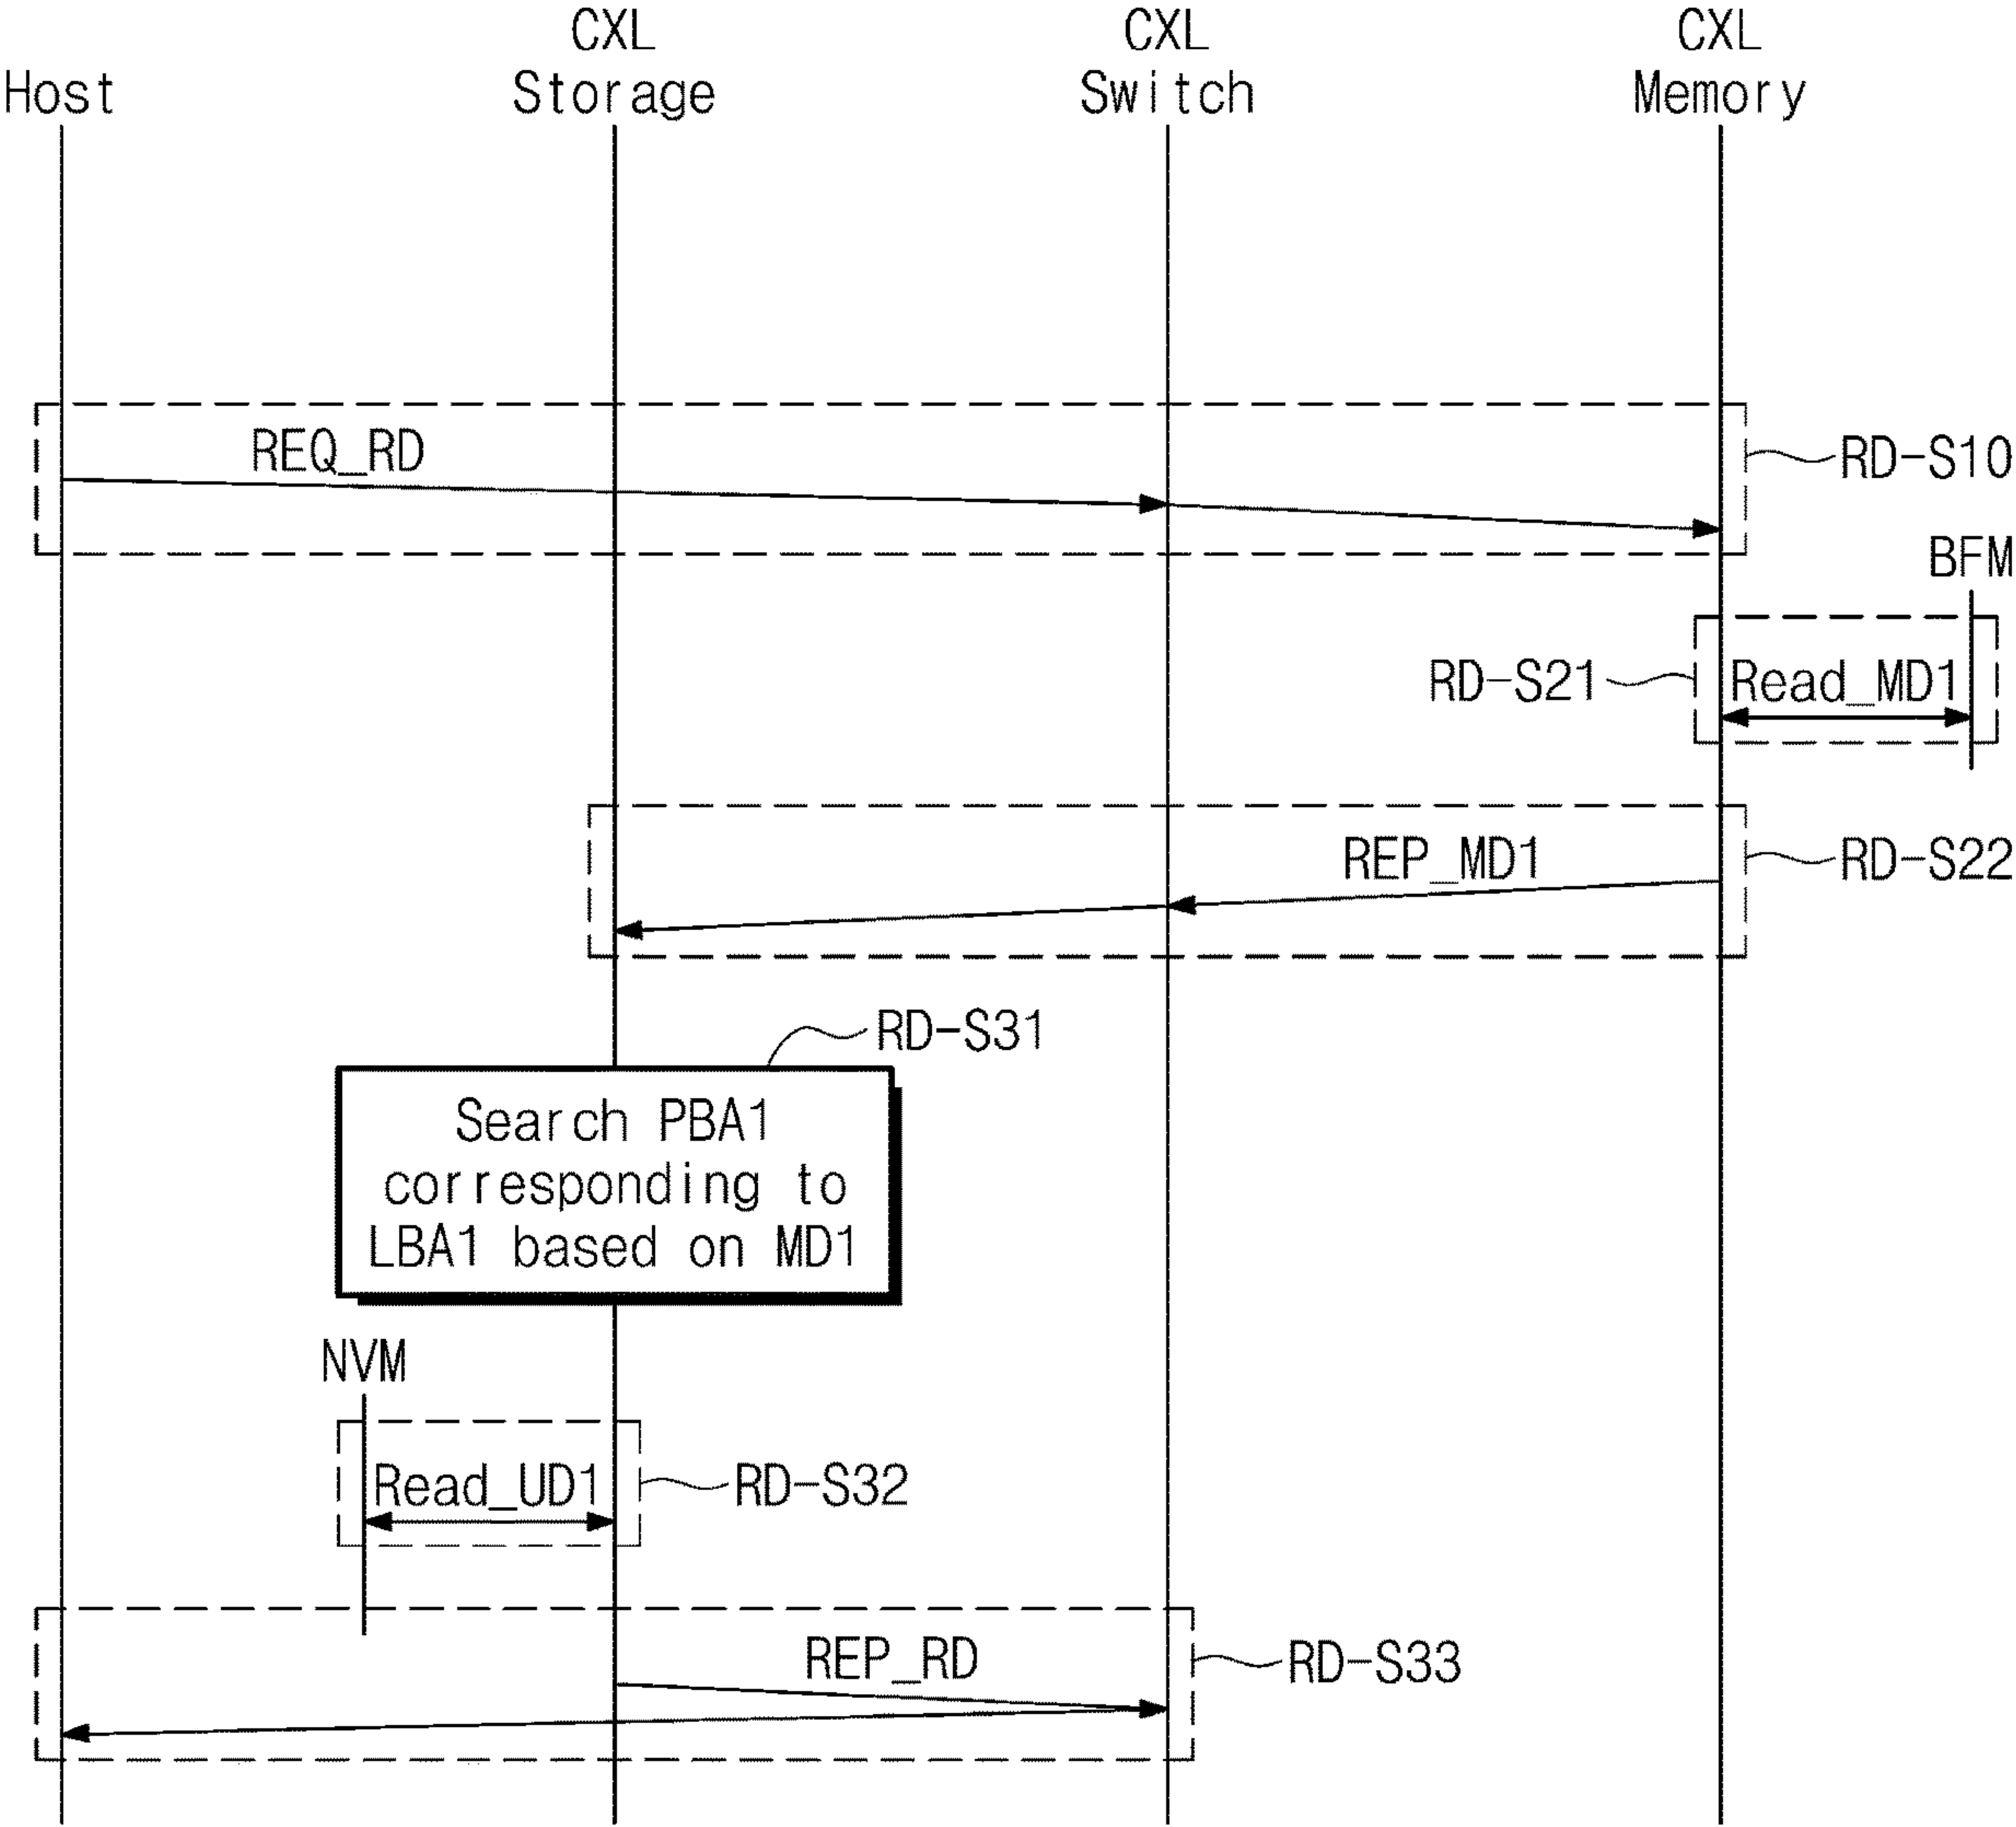 Host
CXL
Storage
CXL
Switch
CXL
Memory
REQ_RD
RD-S10
BFM
RD-S21
Read_MD1
REP_MD1
RD-S22
RD-S31
Search PBA1
corresponding to
LBA1 based on MD1
NVM
Read_UD1
RD-S32
REP_RD
RD-S33